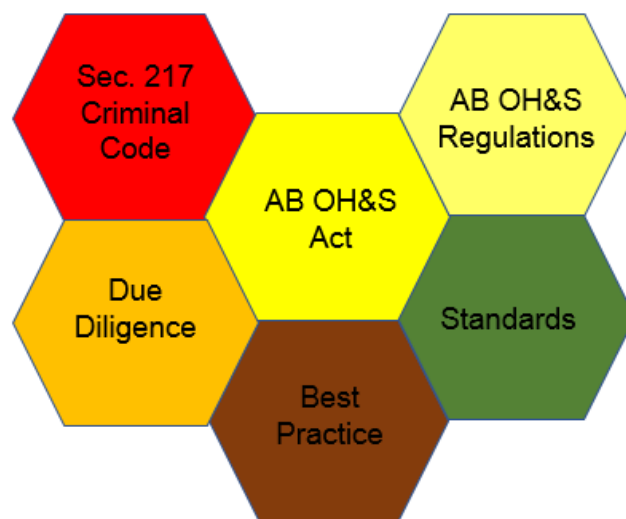 Sec. 217
Criminal
Code
AB OH&S
Regulations
AB OH&S
Act
Due
Diligence
Standards
Best
Practice